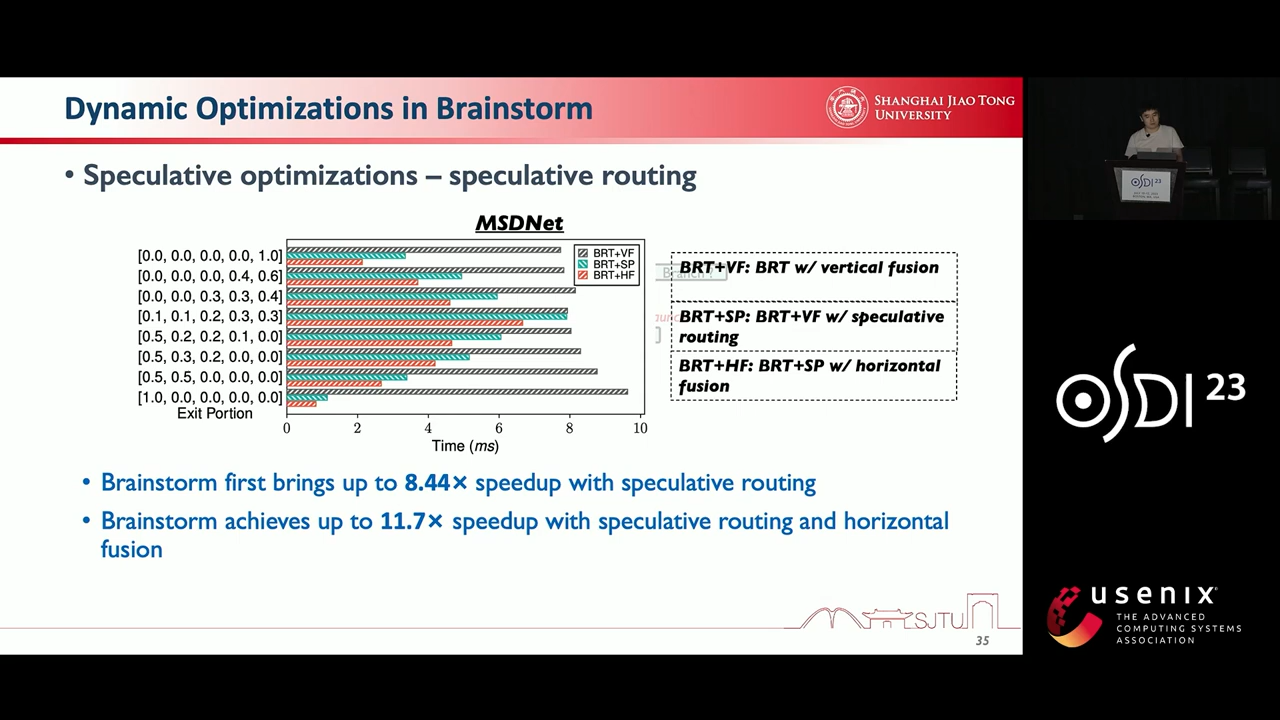 Dynamic Optimizations in Brainstorm
SHANGHAI JIAO TONG
UNIVERSITY
• Speculative optimizations – speculative routing
MSDNet
[0.0, 0.0, 0.0, 0.0, 1.0]
[0.0, 0.0, 0.0, 0.4, 0.6]
[0.0, 0.0, 0.3, 0.3, 0.4]
[0.1, 0.1, 0.2, 0.3, 0.3]
[0.5, 0.2, 0.2, 0.1, 0.0]
[0.5, 0.3, 0.2, 0.0, 0.0]
[0.5, 0.5, 0.0, 0.0, 0.0]
[1.0, 0.0, 0.0, 0.0, 0.0]
Exit Portion
BRT+VF
BRT+SP
BRT+HF
0 2 4 6 8 10
Time (ms)
Branch
BRT+VF: BRT w/ vertical fusion
BRT+SP: BRT+VF w/ speculative
routing
BRT+HF: BRT+SP w/ horizontal
fusion
• Brainstorm first brings up to 8.44× speedup with speculative routing
• Brainstorm achieves up to 11.7× speedup with speculative routing and horizontal
fusion
SJTU
35
OSDI 23
OSDI 23
usenix
THE ADVANCED
COMPUTING SYSTEMS
ASSOCIATION